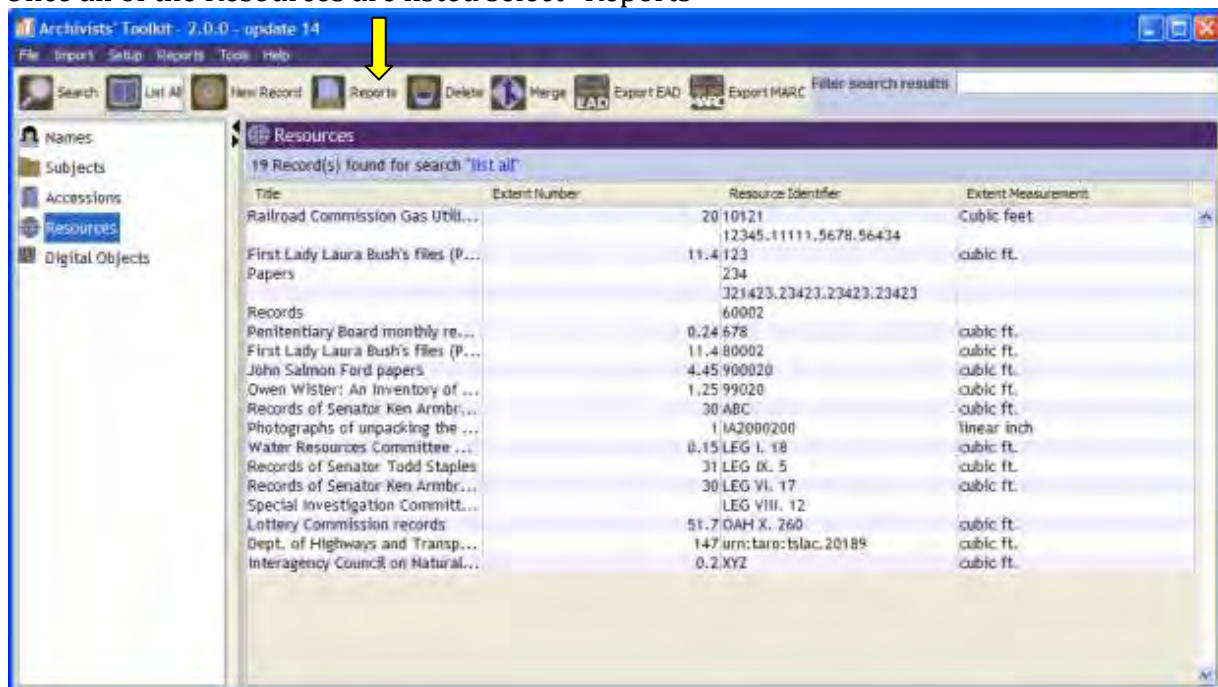 Once all of the Resources are listed select "Reports"
Archivists' Toolkit - 2.0.0 - update 14
File Import Setup Reports Tools Help
Search List All New Record Reports Delete Merge EAD Export EAD MARC Export MARC Filter search results
Names
Subjects
Accessions
Resources
Digital Objects
Resources
19 Record(s) found for search "list all"
Title Extent Number Resource Identifier Extent Measurement
Railroad Commission Gas Utili... 20 10121 Cubic feet
12345.11111.5678.56434
First Lady Laura Bush's files (P... 11.4 123 cubic ft.
Papers 234
321423.23423.23423.23423
Records 60002
Penitentiary Board monthly re... 0.24 678 cubic ft.
First Lady Laura Bush's files (P... 11.4 80002 cubic ft.
John Salmon Ford papers 4.45 900020 cubic ft.
Owen Wister: An Inventory of ... 1.25 99020 cubic ft.
Records of Senator Ken Armbr... 30 ABC cubic ft.
Photographs of unpacking the ... 1 IA2000200 linear inch
Water Resources Committee ... 0.15 LEG I. 18 cubic ft.
Records of Senator Todd Staples 31 LEG IX. 5 cubic ft.
Records of Senator Ken Armbr... 30 LEG VI. 17 cubic ft.
Special Investigation Committ... LEG VIII. 12
Lottery Commission records 51.7 OAH X. 260 cubic ft.
Dept. of Highways and Transp... 147 urn:taro:tslac.20189 cubic ft.
Interagency Council on Natural... 0.2 XYZ cubic ft.